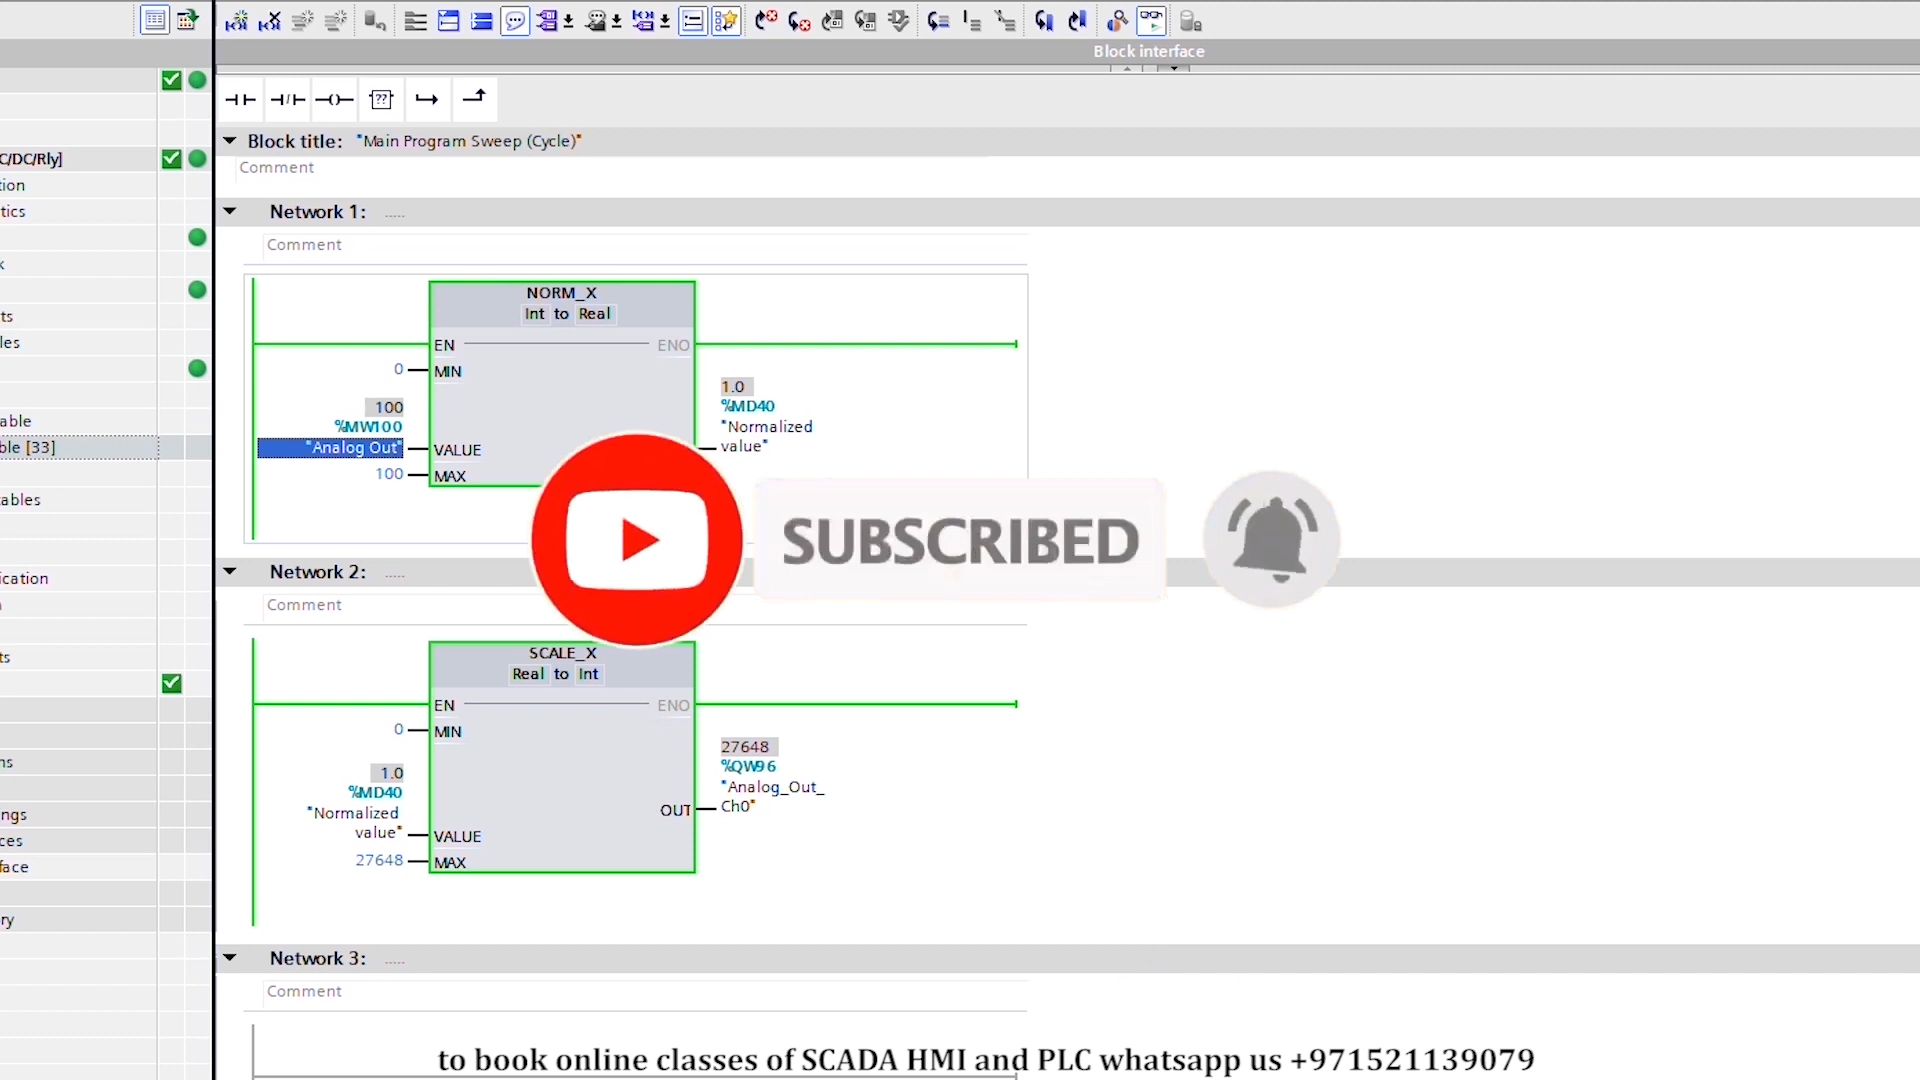 Block interface
Block title: "Main Program Sweep (Cycle)"
Comment
C/DC/Rly]
tion
tics
k
ts
les
able
ble [33]
tables
ication
ts
ns
ngs
ces
face
ry
Network 1: .....
Comment
NORM_X
Int to Real
EN
ENO
0
MIN
100
%MW100
"Analog Out"
VALUE
100
MAX
1.0
%MD40
"Normalized
value"
SUBSCRIBED
Network 2: .....
Comment
SCALE_X
Real to Int
EN
ENO
0
MIN
1.0
%MD40
"Normalized
value"
VALUE
27648
MAX
OUT
27648
%QW96
"Analog_Out_
Ch0"
Network 3: .....
Comment
to book online classes of SCADA HMI and PLC whatsapp us +971521139079